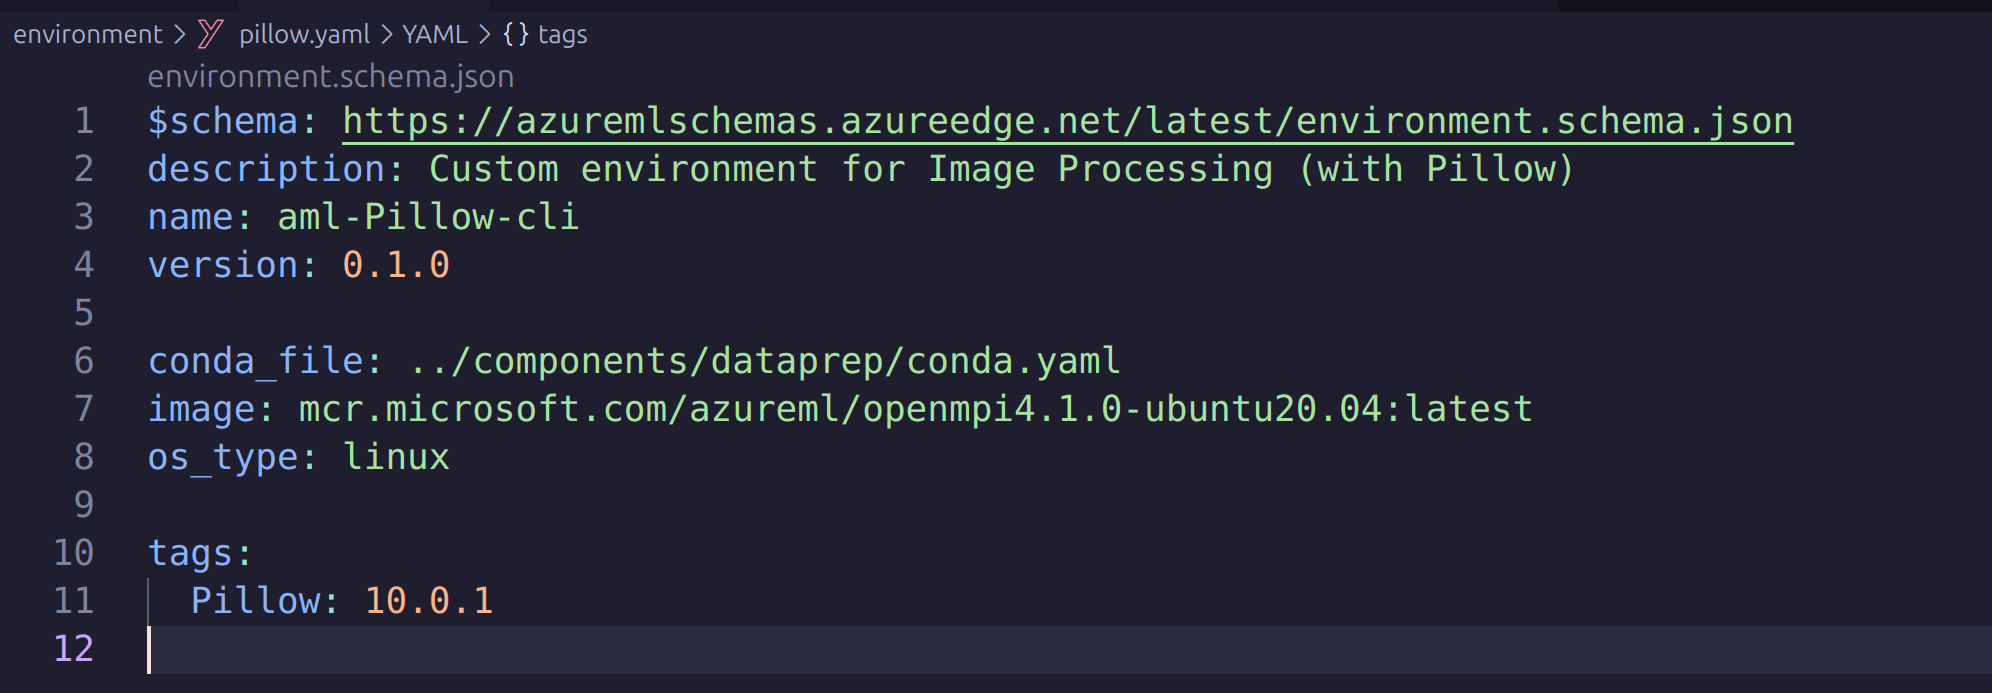 environment > pillow.yaml > YAML > {} tags
environment.schema.json
1 $schema: https://azuremlschemas.azureedge.net/latest/environment.schema.json
2 description: Custom environment for Image Processing (with Pillow)
3 name: aml-Pillow-cli
4 version: 0.1.0
5
6 conda_file: ../components/dataprep/conda.yaml
7 image: mcr.microsoft.com/azureml/openmpi4.1.0-ubuntu20.04:latest
8 os_type: linux
9
10 tags:
11   Pillow: 10.0.1
12